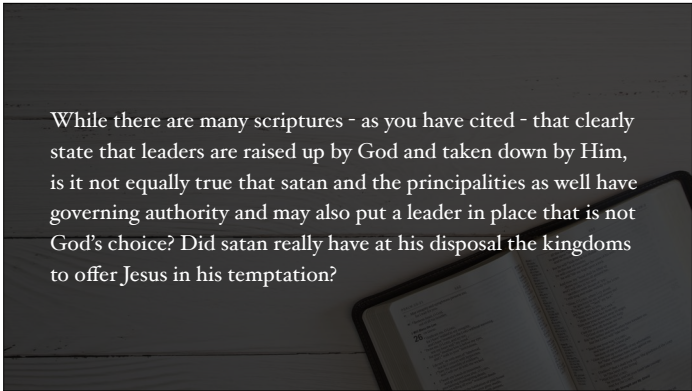 While there are many scriptures - as you have cited - that clearly
state that leaders are raised up by God and taken down by Him,
is it not equally true that satan and the principalities as well have
governing authority and may also put a leader in place that is not
God's choice? Did satan really have at his disposal the kingdoms
to offer Jesus in his temptation?